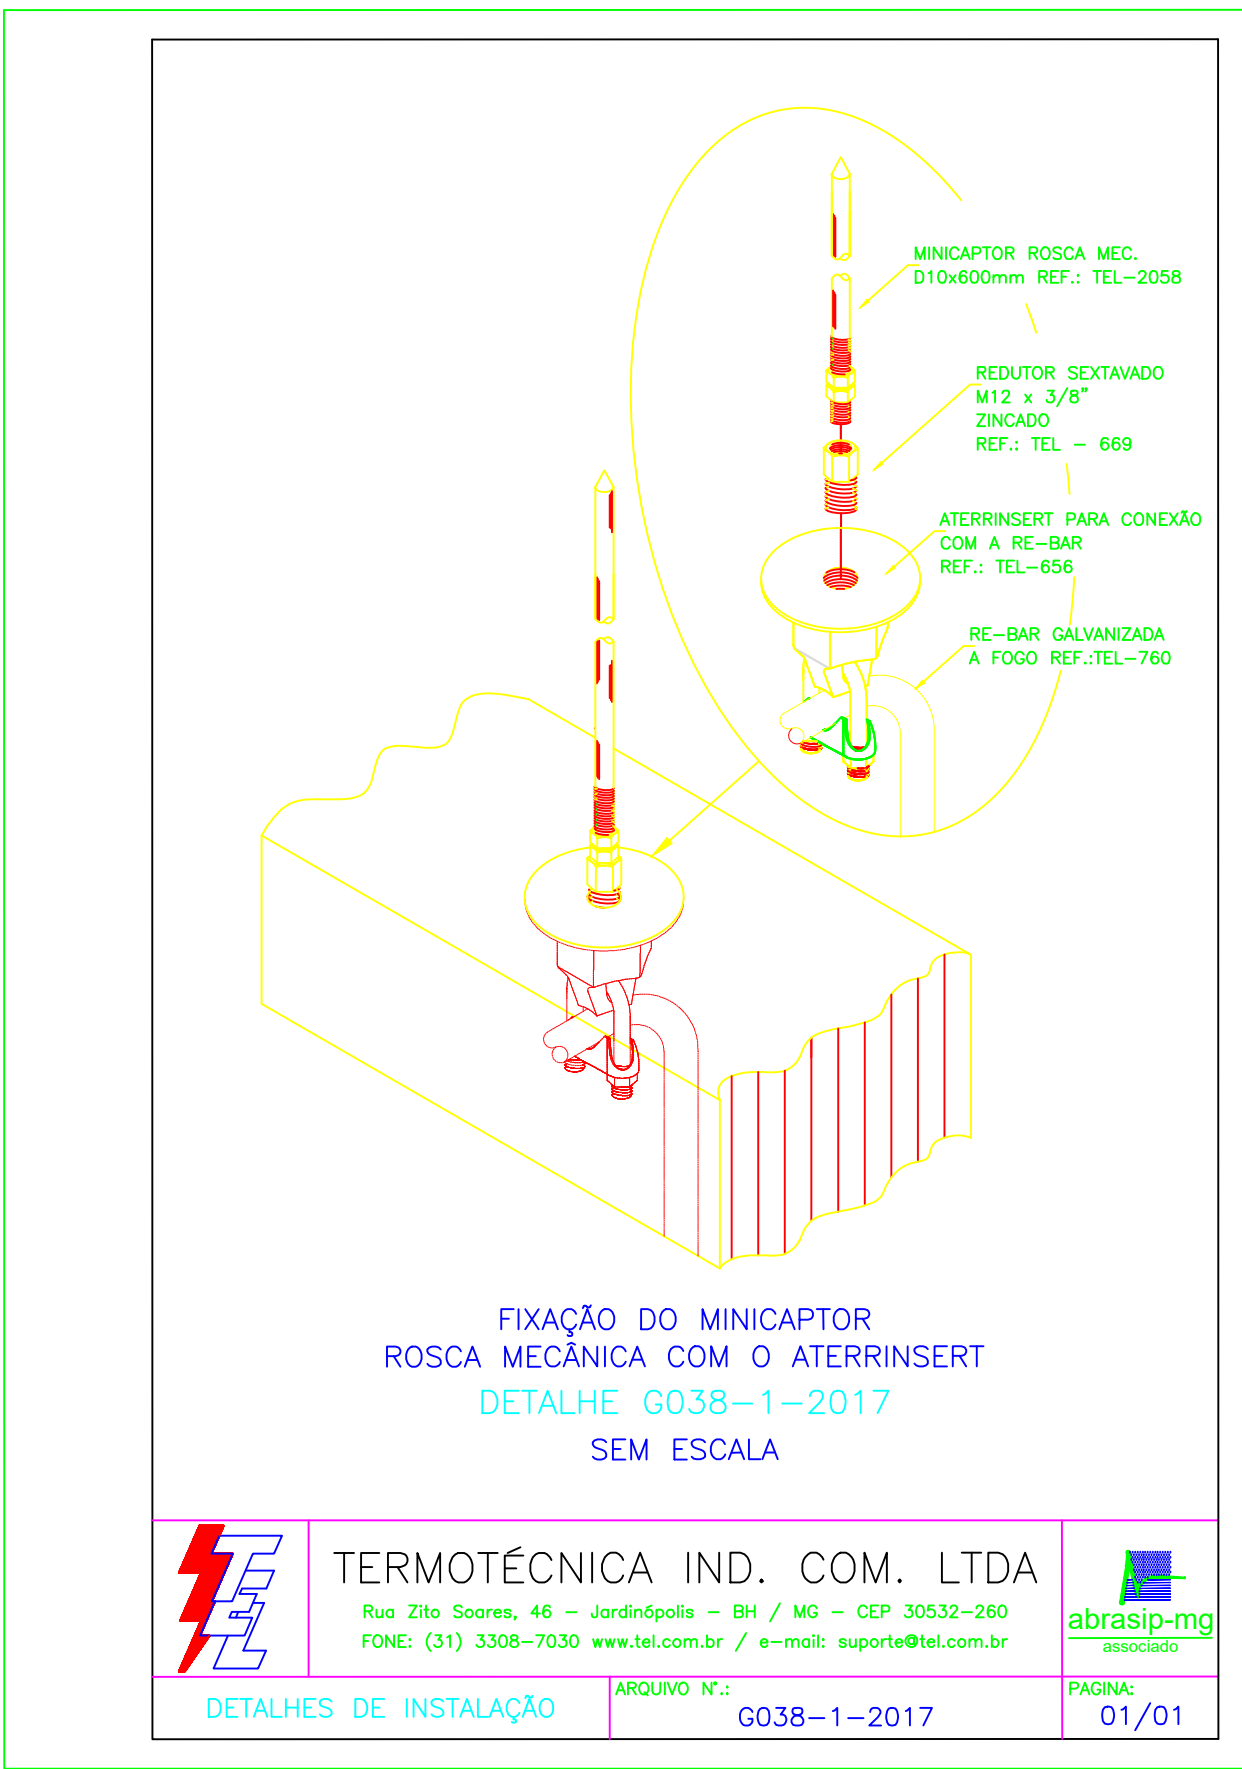 MINICAPTOR ROSCA MEC.
D10x600mm REF.: TEL-2058
REDUTOR SEXTAVADO
M12 x 3/8"
ZINCADO
REF.: TEL - 669
ATERRINSERT PARA CONEXÃO
COM A RE-BAR
REF.: TEL-656
RE-BAR GALVANIZADA
A FOGO REF.:TEL-760
FIXAÇÃO DO MINICAPTOR
ROSCA MECÂNICA COM O ATERRINSERT
DETALHE G038-1-2017
SEM ESCALA
TEL
TERMOTÉCNICA IND. COM. LTDA
Rua Zito Soares, 46 - Jardinópolis - BH / MG - CEP 30532-260
FONE: (31) 3308-7030 www.tel.com.br / e-mail: suporte@tel.com.br
abrasip-mg
associado
DETALHES DE INSTALAÇÃO
ARQUIVO N°.:
G038-1-2017
PAGINA:
01/01